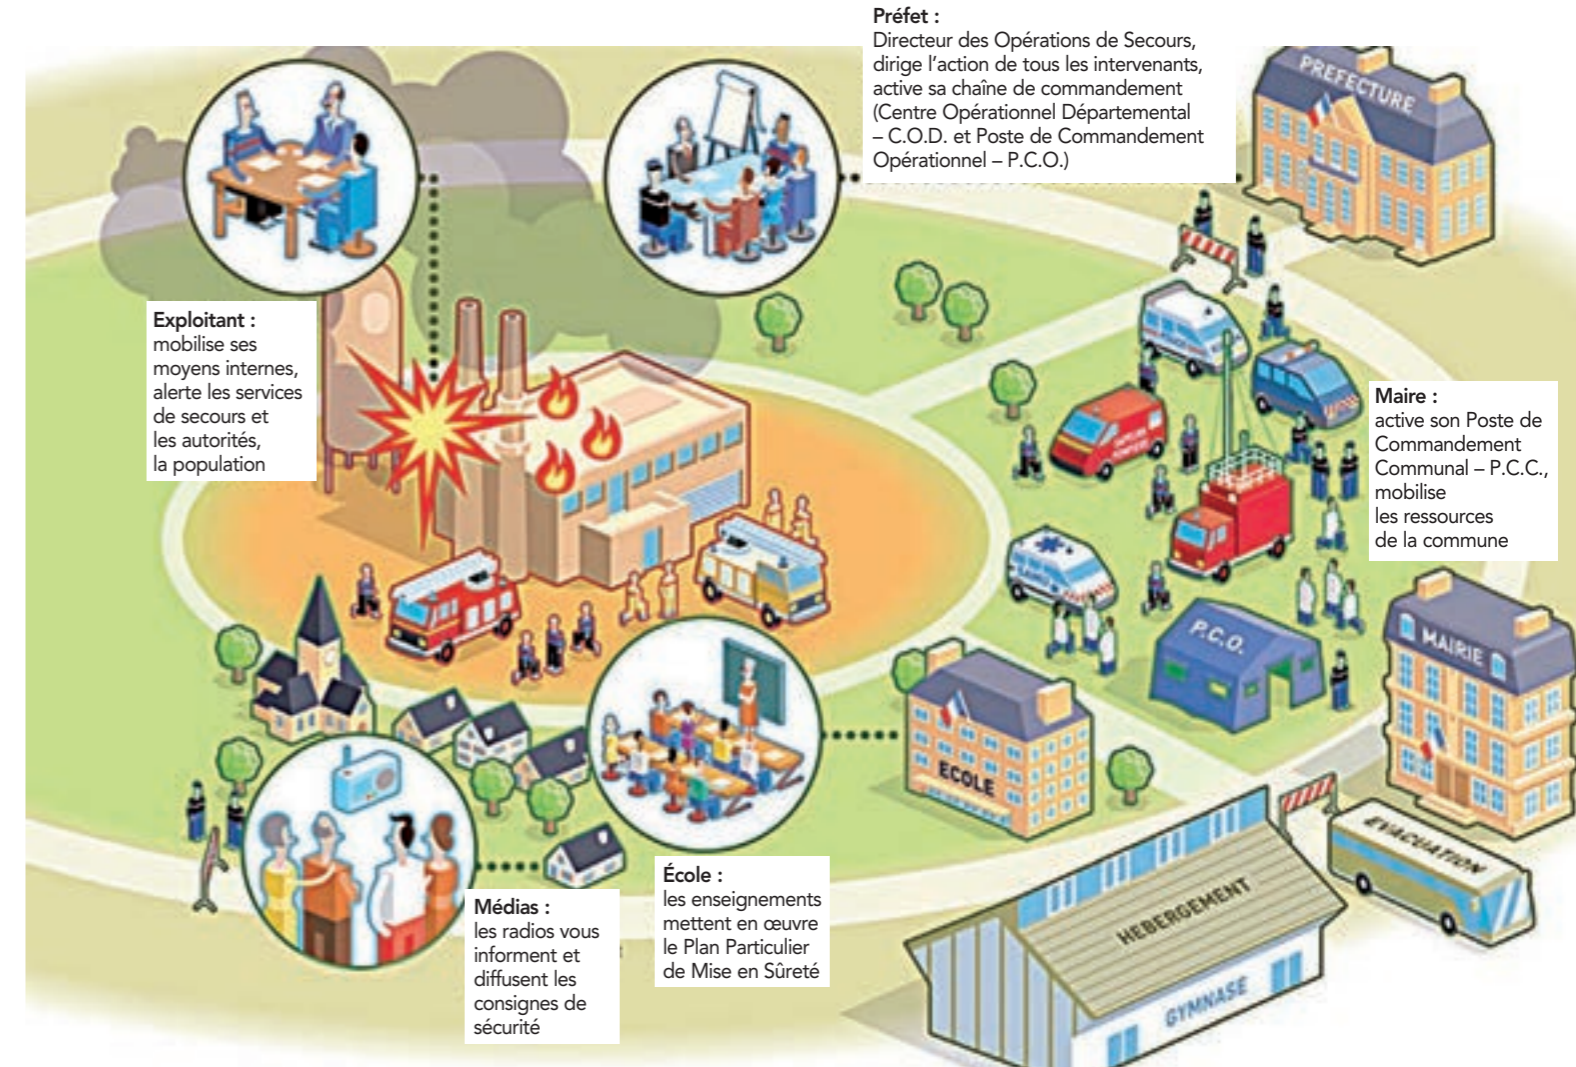 Préfet :
Directeur des Opérations de Secours,
dirige l’action de tous les intervenants,
active sa chaîne de commandement
(Centre Opérationnel Départemental
– C.O.D. et Poste de Commandement
Opérationnel – P.C.O.)
PREFECTURE
Exploitant :
mobilise ses
moyens internes,
alerte les services
de secours et
les autorités,
la population
Maire :
active son Poste de
Commandement
Communal – P.C.C.,
mobilise
les ressources
de la commune
POLICE
SAPEURS
POMPIERS
SAMU
P.C.O.
MAIRIE
ECOLE
École :
les enseignements
mettent en œuvre
le Plan Particulier
de Mise en Sûreté
Médias :
les radios vous
informent et
diffusent les
consignes de
sécurité
EVACUATION
HEBERGEMENT
GYMNASE